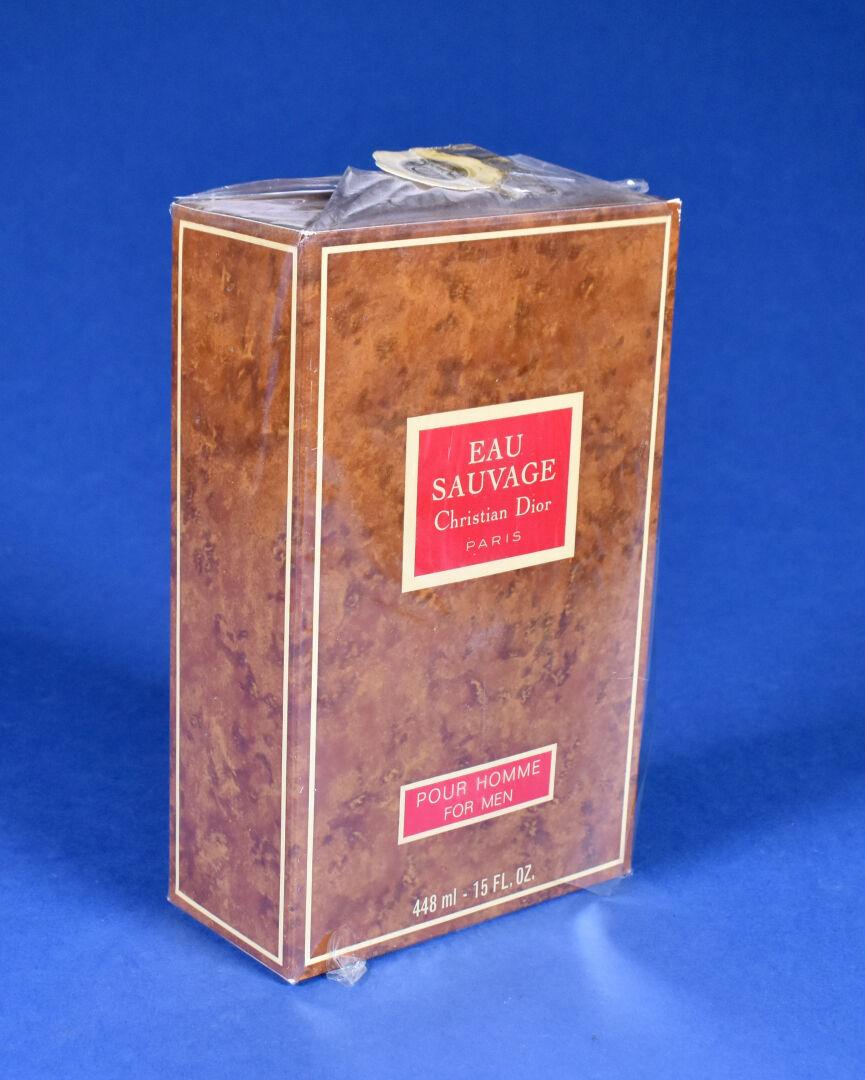 EAU
SAUVAGE
Christian Dior
PARIS
POUR HOMME
FOR MEN
448 ml - 15 FL. OZ.